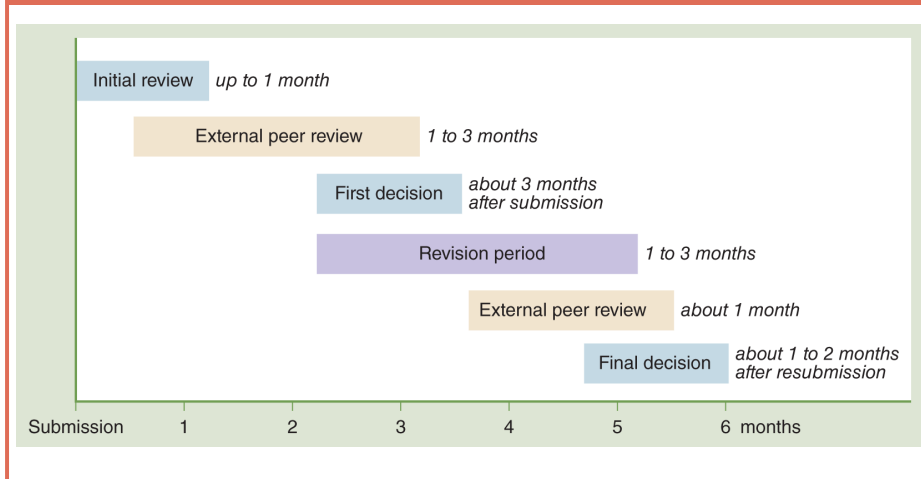 Initial review up to 1 month
External peer review 1 to 3 months
First decision about 3 months
after submission
Revision period 1 to 3 months
External peer review about 1 month
Final decision about 1 to 2 months
after resubmission
Submission 1 2 3 4 5 6 months